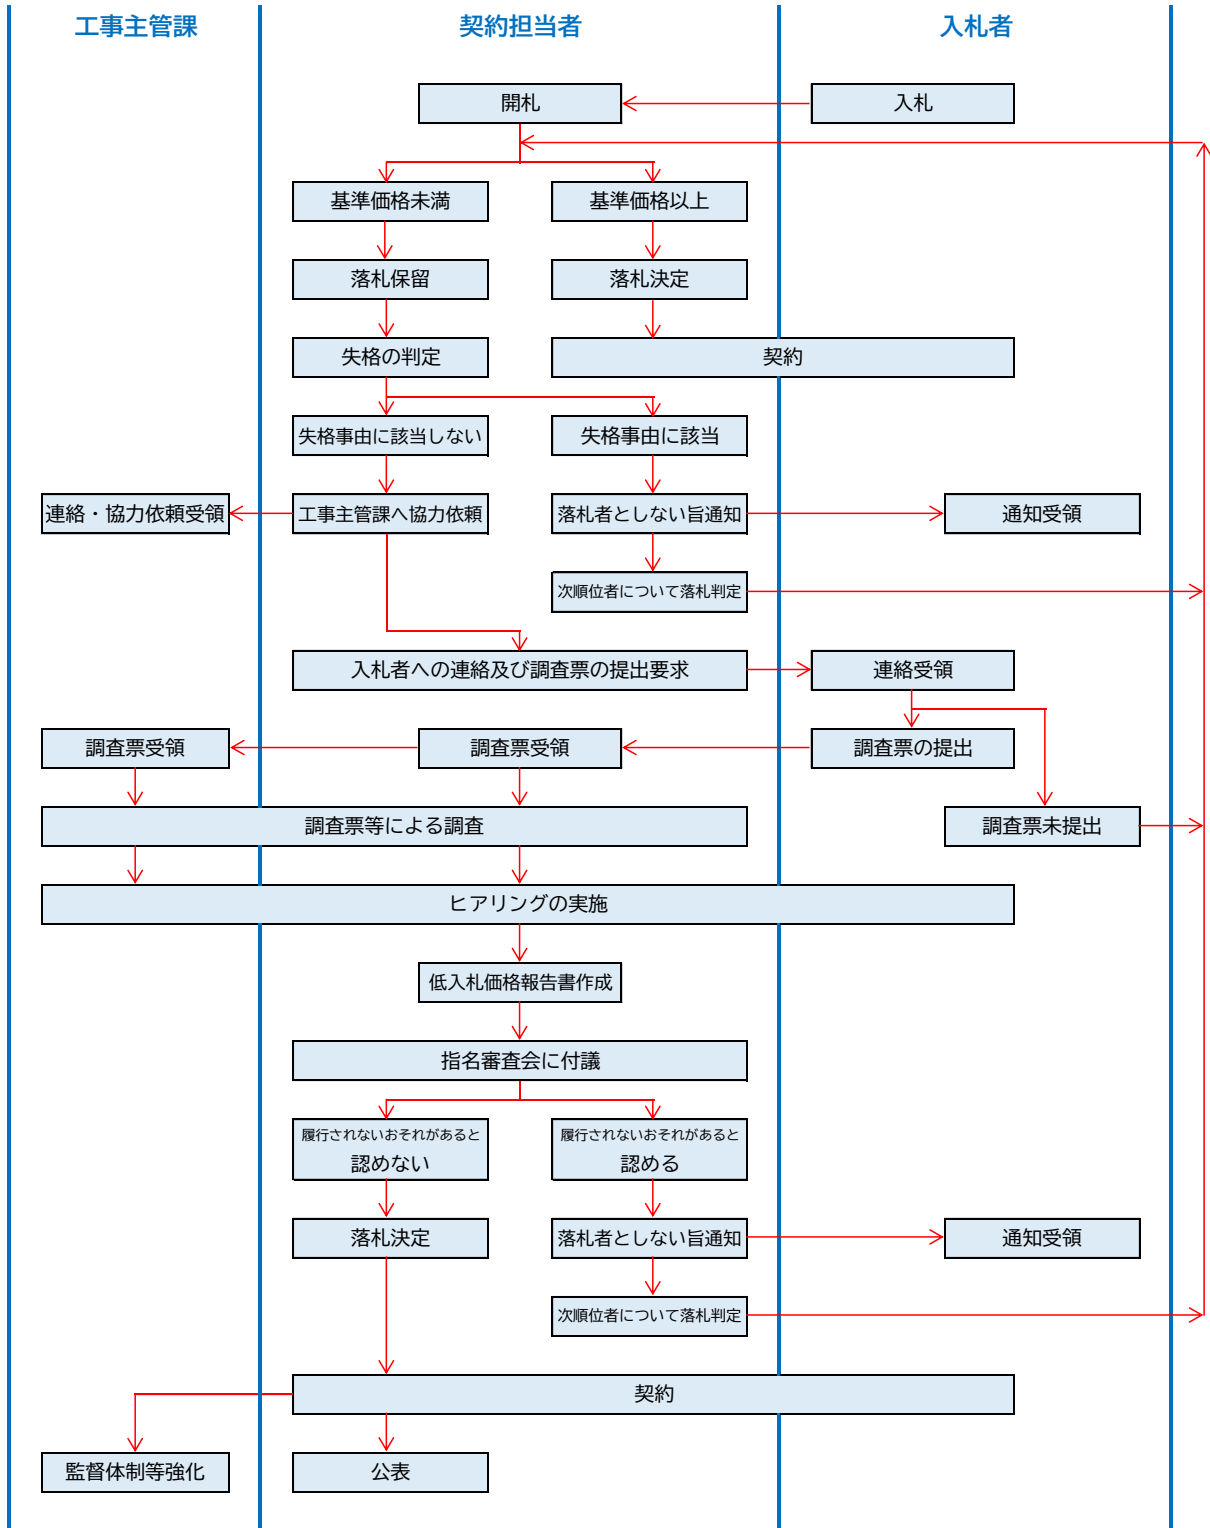 工事主管課
契約担当者
入札者
開札
入札
基準価格未満
基準価格以上
落札保留
落札決定
失格の判定
契約
失格事由に該当しない
失格事由に該当
連絡・協力依頼受領
工事主管課へ協力依頼
落札者としない旨通知
通知受領
次順位者について落札判定
入札者への連絡及び調査票の提出要求
連絡受領
調査票受領
調査票受領
調査票の提出
調査票等による調査
調査票未提出
ヒアリングの実施
低入札価格報告書作成
指名審査会に付議
履行されないおそれがあると
認めない
履行されないおそれがあると
認める
落札決定
落札者としない旨通知
通知受領
次順位者について落札判定
契約
監督体制等強化
公表